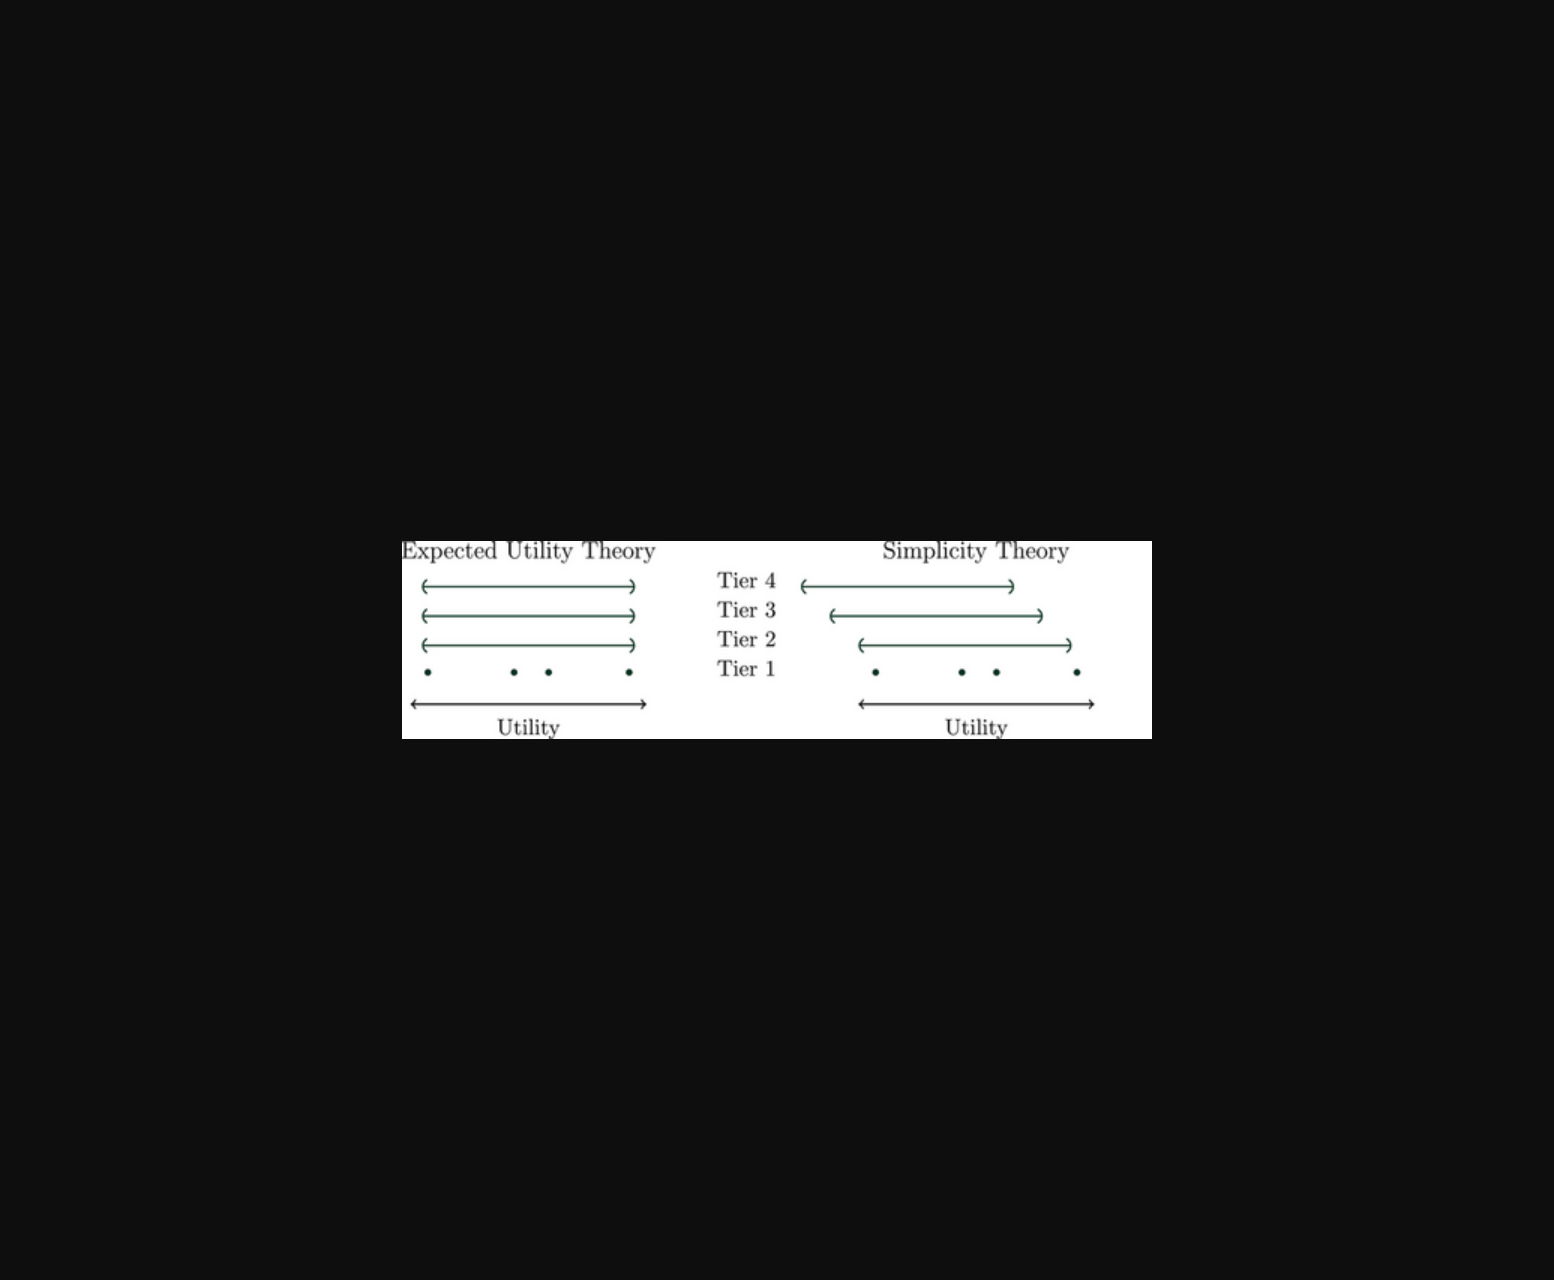 Expected Utility Theory
Simplicity Theory
Tier 4
Tier 3
Tier 2
Tier 1
Utility
Utility